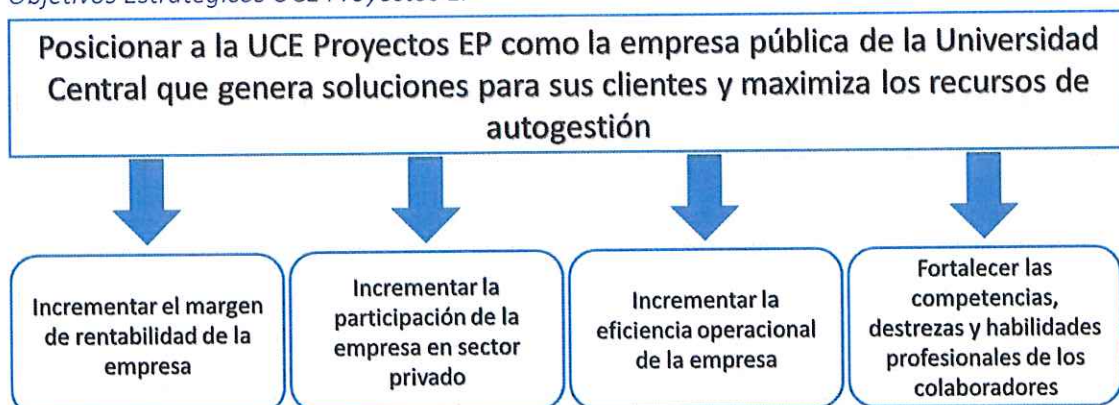 Posicionar a la UCE Proyectos EP como la empresa pública de la Universidad
Central que genera soluciones para sus clientes y maximiza los recursos de
autogestión
Incrementar el margen
de rentabilidad de la
empresa
Incrementar la
participación de la
empresa en sector
privado
Incrementar la
eficiencia operacional
de la empresa
Fortalecer las
competencias,
destrezas y habilidades
profesionales de los
colaboradores